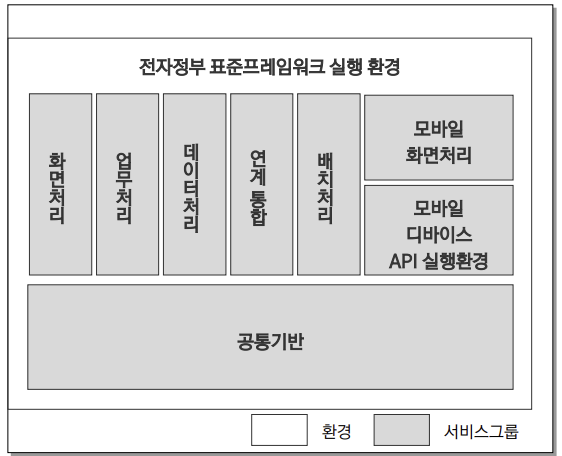 전자정부 표준프레임워크 실행 환경
화면처리
업무처리
데이터처리
연계 통합
배치처리
모바일
화면처리
모바일
디바이스
API 실행환경
공통기반
환경
서비스그룹